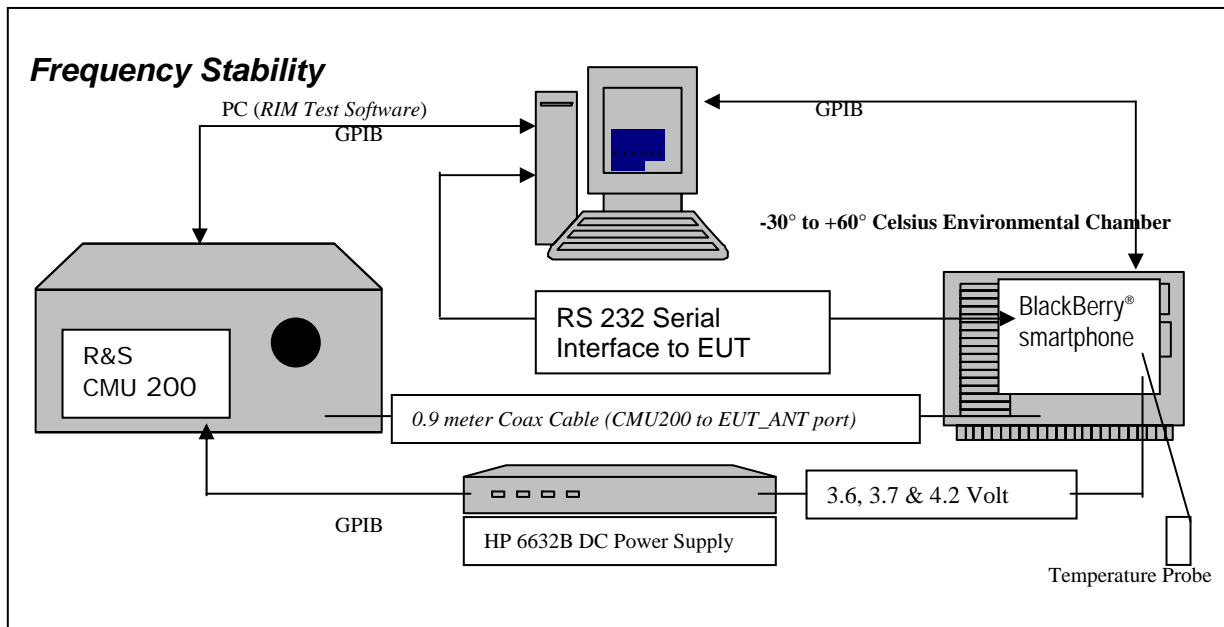 Frequency Stability
PC (RIM Test Software)
GPIB
GPIB
-30° to +60° Celsius Environmental Chamber
RS 232 Serial
Interface to EUT
BlackBerry®
smartphone
R&S
CMU 200
0.9 meter Coax Cable (CMU200 to EUT_ANT port)
3.6, 3.7 & 4.2 Volt
GPIB
HP 6632B DC Power Supply
Temperature Probe